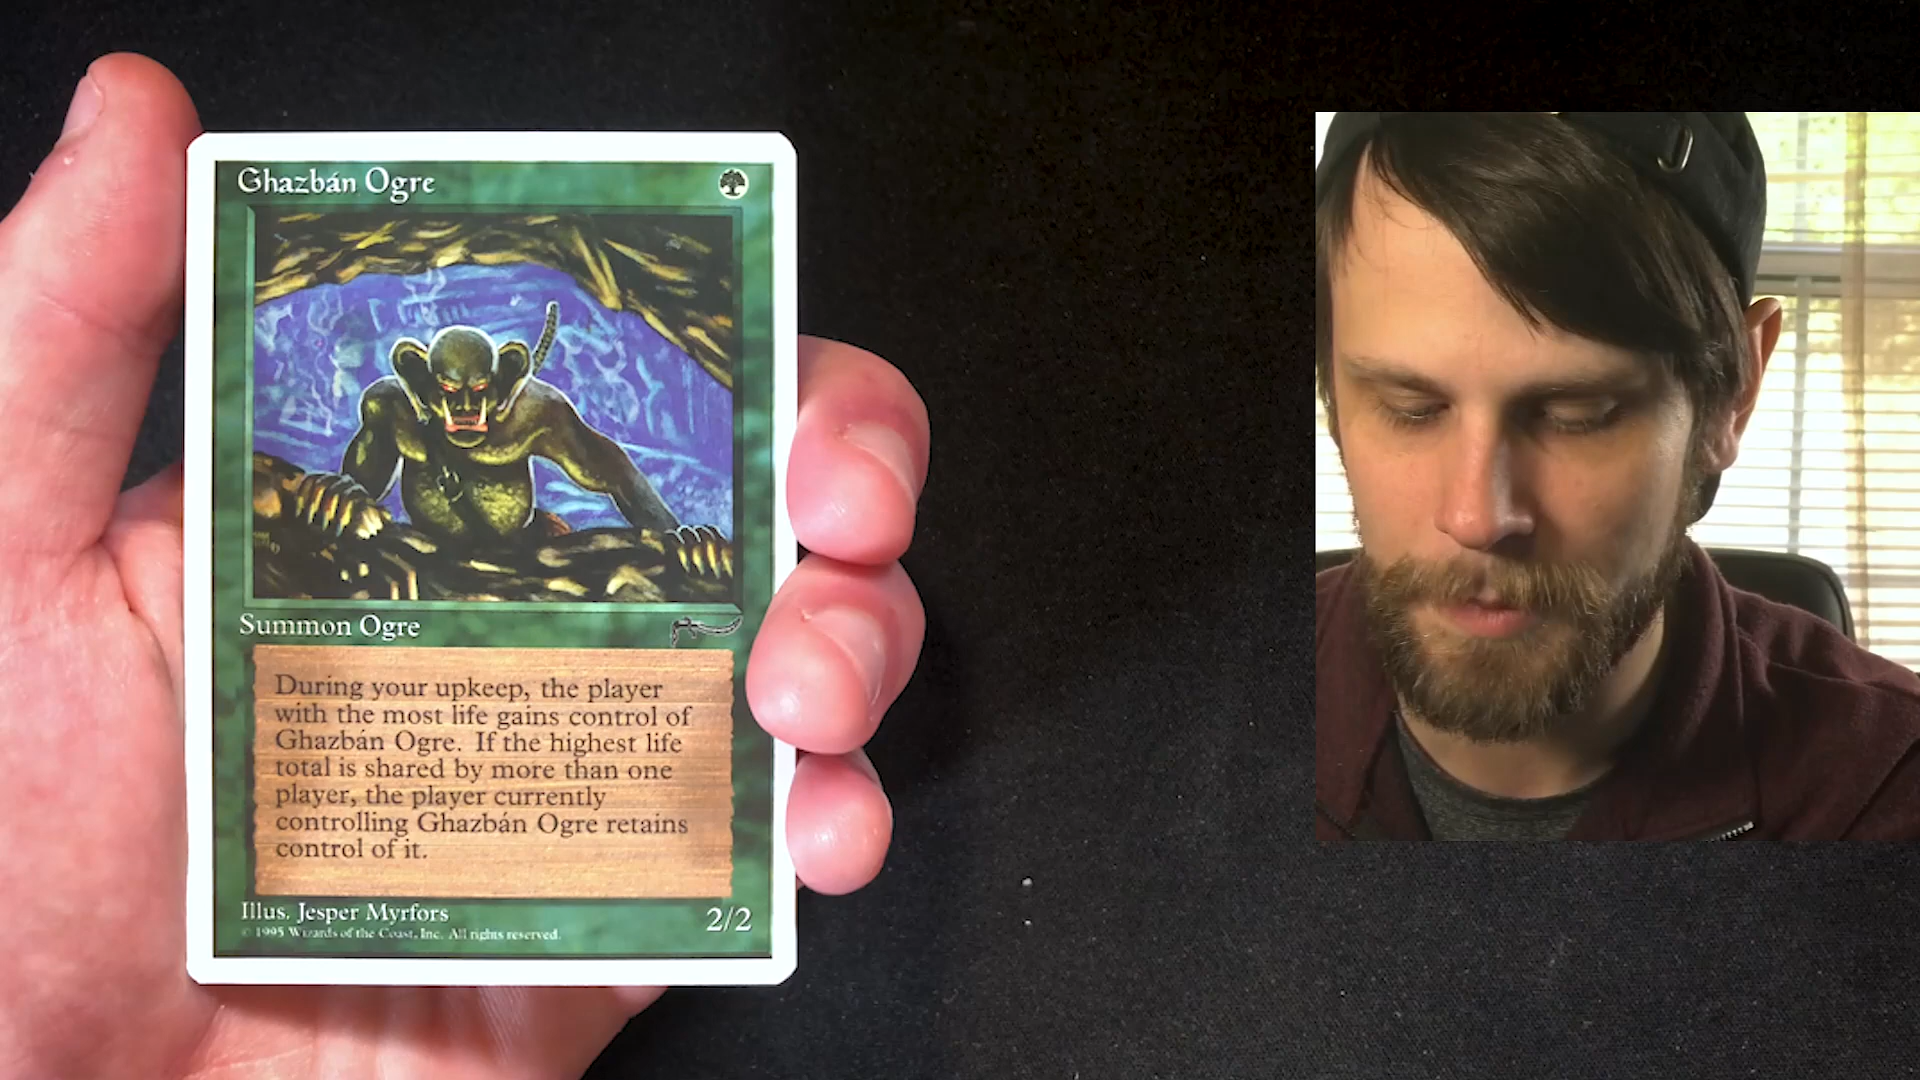 Ghazbán Ogre
Summon Ogre
During your upkeep, the player
with the most life gains control of
Ghazbán Ogre. If the highest life
total is shared by more than one
player, the player currently
controlling Ghazbán Ogre retains
control of it.
Illus. Jesper Myrfors
2/2
© 1995 Wizards of the Coast, Inc. All rights reserved.